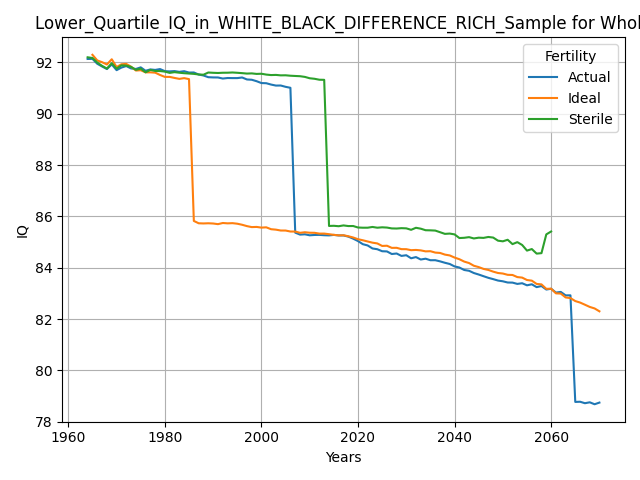 Lower_Quartile_IQ_in_WHITE_BLACK_DIFFERENCE_RICH_Sample for Whol
Fertility
Actual
Ideal
Sterile
IQ
92
90
88
86
84
82
80
78
1960 1980 2000 2020 2040 2060
Years